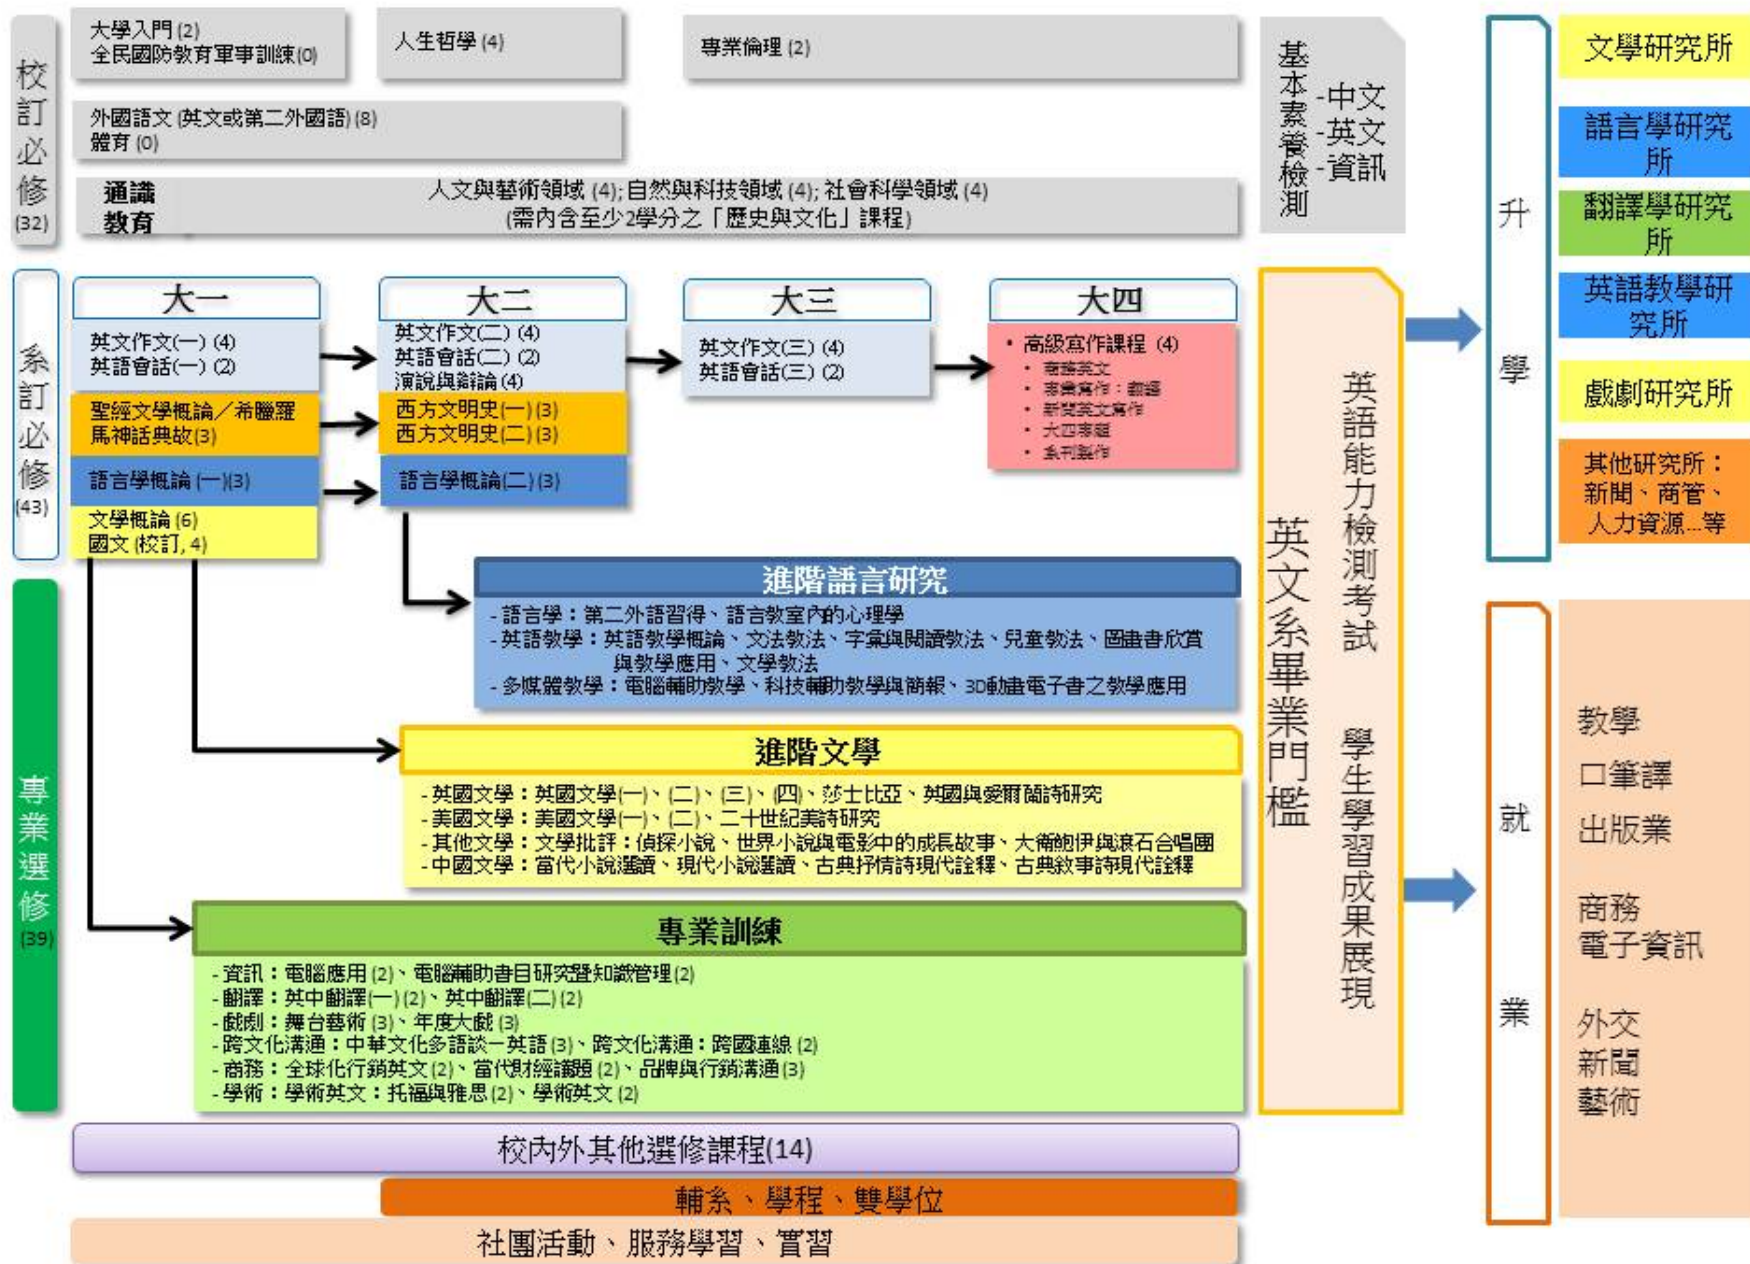 校訂必修
(32)
大學入門 (2)
全民國防教育軍事訓練(0)
人生哲學 (4)
專業倫理 (2)
外國語文 (英文或第二外國語) (8)
體育 (0)
通識
教育
人文與藝術領域 (4); 自然與科技領域 (4); 社會科學領域 (4)
(需內含至少2學分之「歷史與文化」課程)
基本素養檢測
-中文
-英文
-資訊
系訂必修
(43)
大一
英文作文(一) (4)
英語會話(一) (2)
聖經文學概論／希臘羅
馬神話典故(3)
語言學概論 (一)(3)
文學概論 (6)
國文 (校訂, 4)
大二
英文作文(二) (4)
英語會話(二) (2)
演說與辯論 (4)
西方文明史(一) (3)
西方文明史(二) (3)
語言學概論(二) (3)
大三
英文作文(三) (4)
英語會話(三) (2)
大四
• 高級寫作課程 (4)
• 商務英文
• 專業寫作：翻譯
• 新聞英文寫作
• 大四專題
• 系刊製作
專業選修
(39)
進階語言研究
- 語言學：第二外語習得、語言教室內的心理學
- 英語教學：英語教學概論、文法教法、字彙與閱讀教法、兒童教法、圖畫書欣賞
與教學應用、文學教法
- 多媒體教學：電腦輔助教學、科技輔助教學與簡報、3D動畫電子書之教學應用
進階文學
- 英國文學：英國文學(一)、(二)、(三)、(四)、莎士比亞、英國與愛爾蘭詩研究
- 美國文學：美國文學(一)、(二)、二十世紀美詩研究
- 其他文學：文學批評：偵探小說、世界小說與電影中的成長故事、大衛鮑伊與滾石合唱團
- 中國文學：當代小說選讀、現代小說選讀、古典抒情詩現代詮釋、古典敘事詩現代詮釋
專業訓練
- 資訊：電腦應用 (2)、電腦輔助書目研究暨知識管理(2)
- 翻譯：英中翻譯(一) (2)、英中翻譯(二) (2)
- 戲劇：舞台藝術 (3)、年度大戲 (3)
- 跨文化溝通：中華文化多語談－英語 (3)、跨文化溝通：跨國連線 (2)
- 商務：全球化行銷英文 (2)、當代財經議題 (2)、品牌與行銷溝通(3)
- 學術：學術英文：托福與雅思 (2)、學術英文 (2)
校內外其他選修課程(14)
輔系、學程、雙學位
社團活動、服務學習、實習
英文系畢業門檻
英語能力檢測考試
學生學習成果展現
升學
文學研究所
語言學研究
所
翻譯學研究
所
英語教學研
究所
戲劇研究所
其他研究所：
新聞、商管、
人力資源...等
就業
教學
口筆譯
出版業
商務
電子資訊
外交
新聞
藝術